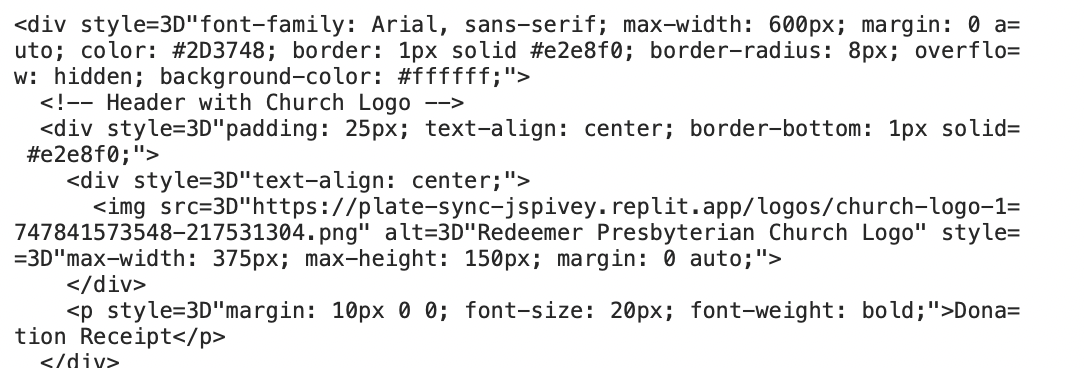 <div style=3D"font-family: Arial, sans-serif; max-width: 600px; margin: 0 a=
uto; color: #2D3748; border: 1px solid #e2e8f0; border-radius: 8px; overflo=
w: hidden; background-color: #ffffff;">
  <!-- Header with Church Logo -->
  <div style=3D"padding: 25px; text-align: center; border-bottom: 1px solid=
 #e2e8f0;">
    <div style=3D"text-align: center;">
      <img src=3D"https://plate-sync-jspivey.replit.app/logos/church-logo-1=
747841573548-217531304.png" alt=3D"Redeemer Presbyterian Church Logo" style=
=3D"max-width: 375px; max-height: 150px; margin: 0 auto;">
    </div>
    <p style=3D"margin: 10px 0 0; font-size: 20px; font-weight: bold;">Dona=
tion Receipt</p>
  </div>